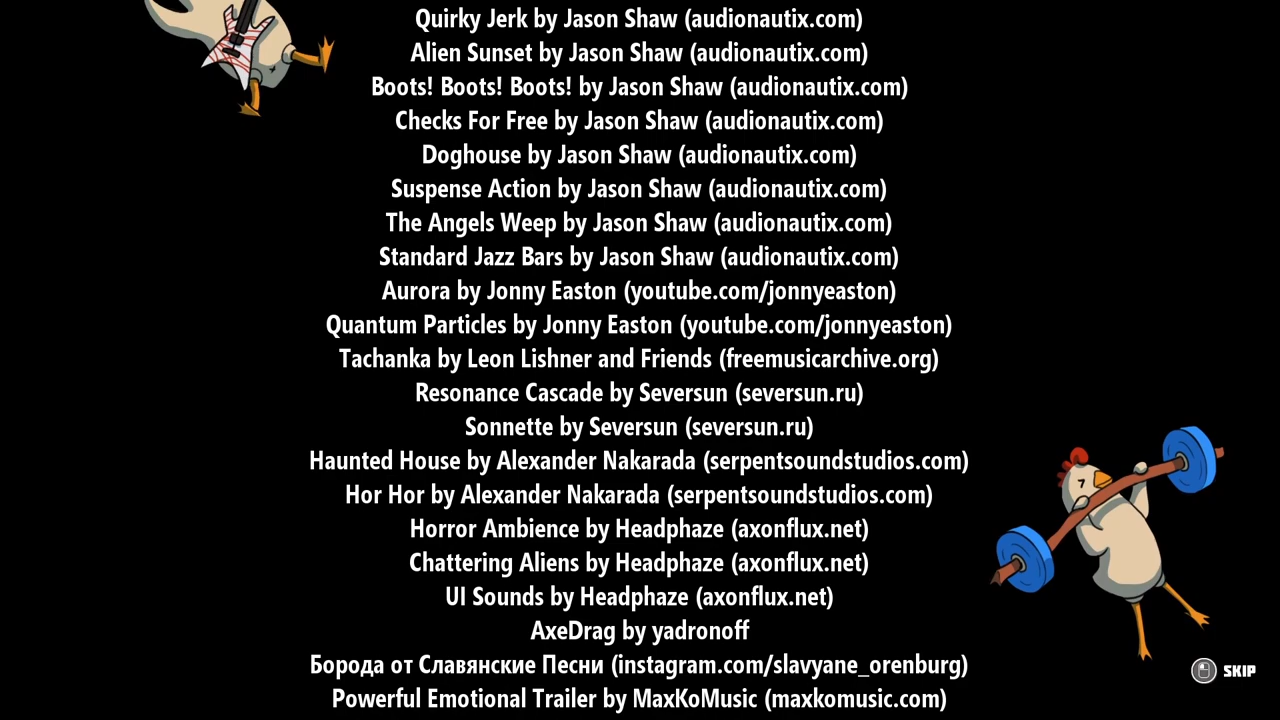 Quirky Jerk by Jason Shaw (audionautix.com)
Alien Sunset by Jason Shaw (audionautix.com)
Boots! Boots! Boots! by Jason Shaw (audionautix.com)
Checks For Free by Jason Shaw (audionautix.com)
Doghouse by Jason Shaw (audionautix.com)
Suspense Action by Jason Shaw (audionautix.com)
The Angels Weep by Jason Shaw (audionautix.com)
Standard Jazz Bars by Jason Shaw (audionautix.com)
Aurora by Jonny Easton (youtube.com/jonnyeaston)
Quantum Particles by Jonny Easton (youtube.com/jonnyeaston)
Tachanka by Leon Lishner and Friends (freemusicarchive.org)
Resonance Cascade by Seversun (seversun.ru)
Sonnette by Seversun (seversun.ru)
Haunted House by Alexander Nakarada (serpentsoundstudios.com)
Hor Hor by Alexander Nakarada (serpentsoundstudios.com)
Horror Ambience by Headphaze (axonflux.net)
Chattering Aliens by Headphaze (axonflux.net)
UI Sounds by Headphaze (axonflux.net)
AxeDrag by yadronoff
Борода от Славянские Песни (instagram.com/slavyane_orenburg)
SKIP
Powerful Emotional Trailer by MaxKoMusic (maxkomusic.com)